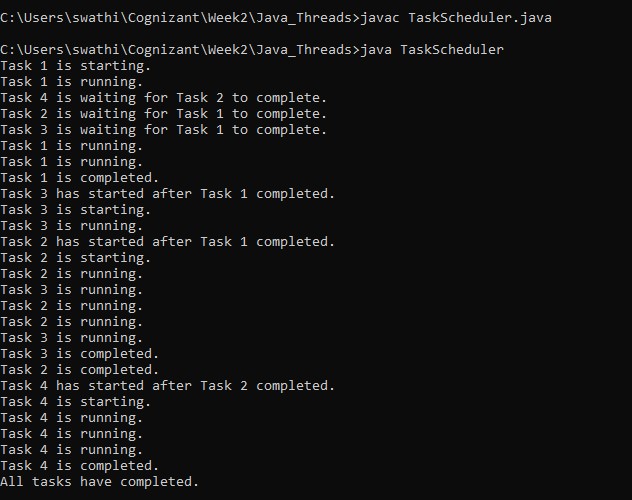 C:\Users\swathi\Cognizant\Week2\Java_Threads>javac TaskScheduler.java
C:\Users\swathi\Cognizant\Week2\Java_Threads>java TaskScheduler
Task 1 is starting.
Task 1 is running.
Task 4 is waiting for Task 2 to complete.
Task 2 is waiting for Task 1 to complete.
Task 3 is waiting for Task 1 to complete.
Task 1 is running.
Task 1 is running.
Task 1 is completed.
Task 3 has started after Task 1 completed.
Task 3 is starting.
Task 3 is running.
Task 2 has started after Task 1 completed.
Task 2 is starting.
Task 2 is running.
Task 3 is running.
Task 2 is running.
Task 2 is running.
Task 3 is running.
Task 3 is completed.
Task 2 is completed.
Task 4 has started after Task 2 completed.
Task 4 is starting.
Task 4 is running.
Task 4 is running.
Task 4 is running.
Task 4 is completed.
All tasks have completed.